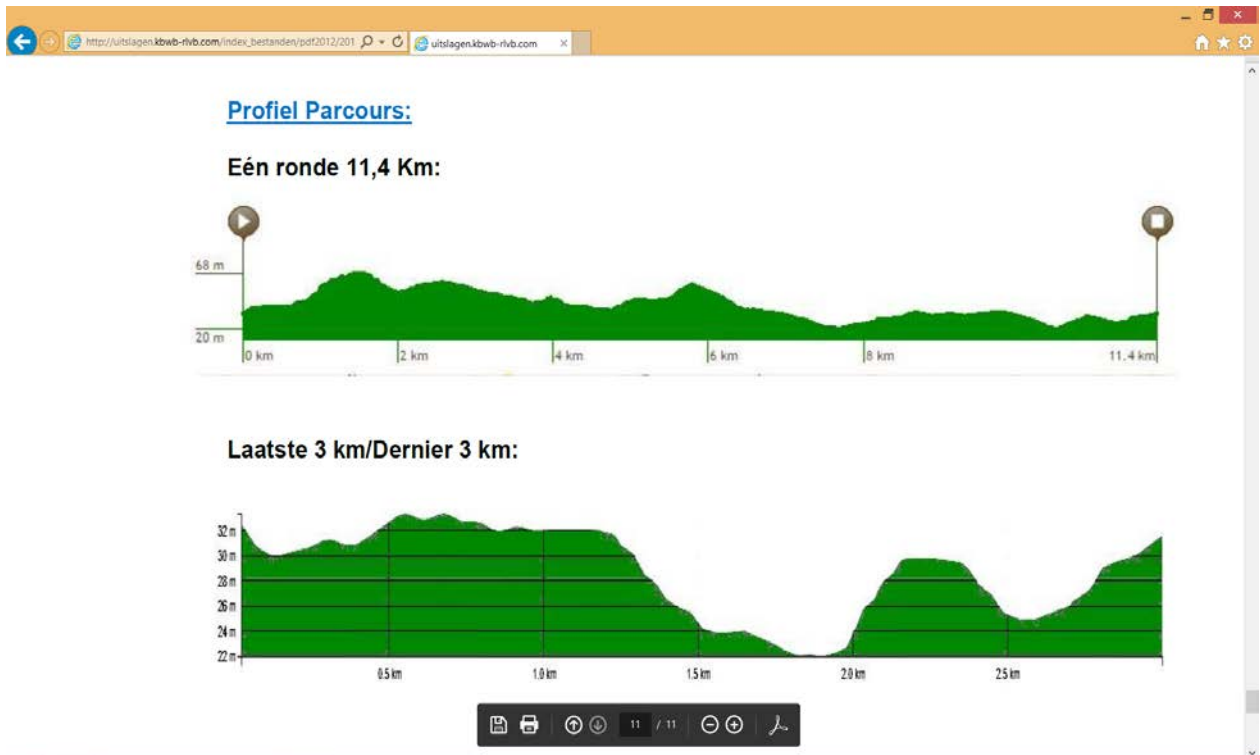 http://uitslagen.kbwb-rlvb.com/index_bestanden/pdf2012/201
uitslagen.kbwb-rlvb.com
Profiel Parcours:
Eén ronde 11,4 Km:
68 m
20 m
0 km 2 km 4 km 6 km 8 km 11,4 km
Laatste 3 km/Dernier 3 km:
32 m
30 m
28 m
26 m
24 m
22 m
0.5 km 1.0 km 1.5 km 2.0 km 2.5 km
11 / 11